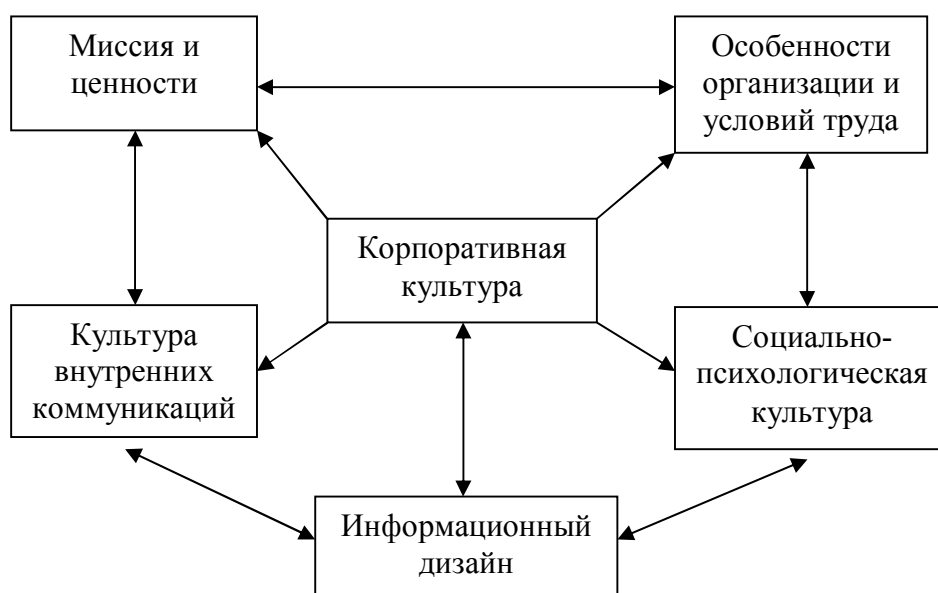 Миссия и
ценности
Особенности
организации и
условий труда
Корпоративная
культура
Культура
внутренних
коммуникаций
Социально-
психологическая
культура
Информационный
дизайн